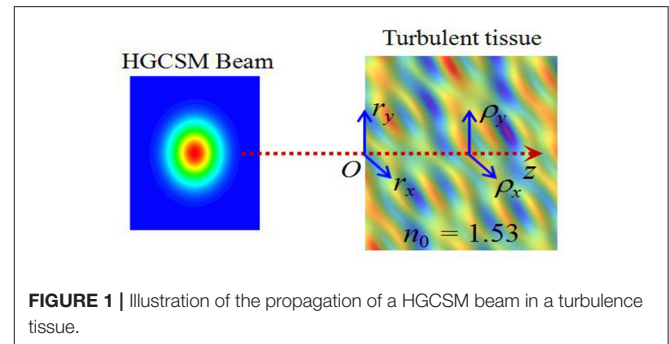 Turbulent tissue
HGCSM Beam
r_y
ρ_y
O
z
r_x
ρ_x
n_0 = 1.53
FIGURE 1 | Illustration of the propagation of a HGCSM beam in a turbulence
tissue.